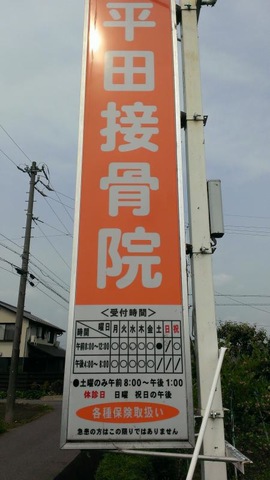 平田接骨院
<受付時間>
時間 曜日 月 火 水 木 金 土 日 祝
午前8:00~12:00 ○ ○ ○ ○ ○ ● / ○
午後4:00~8:00 ○ ○ ○ ○ ○ / / /
●土曜のみ午前8:00~午後1:00
休診日 日曜 祝日の午後
各種保険取扱い
急患の方はこの限りではありません